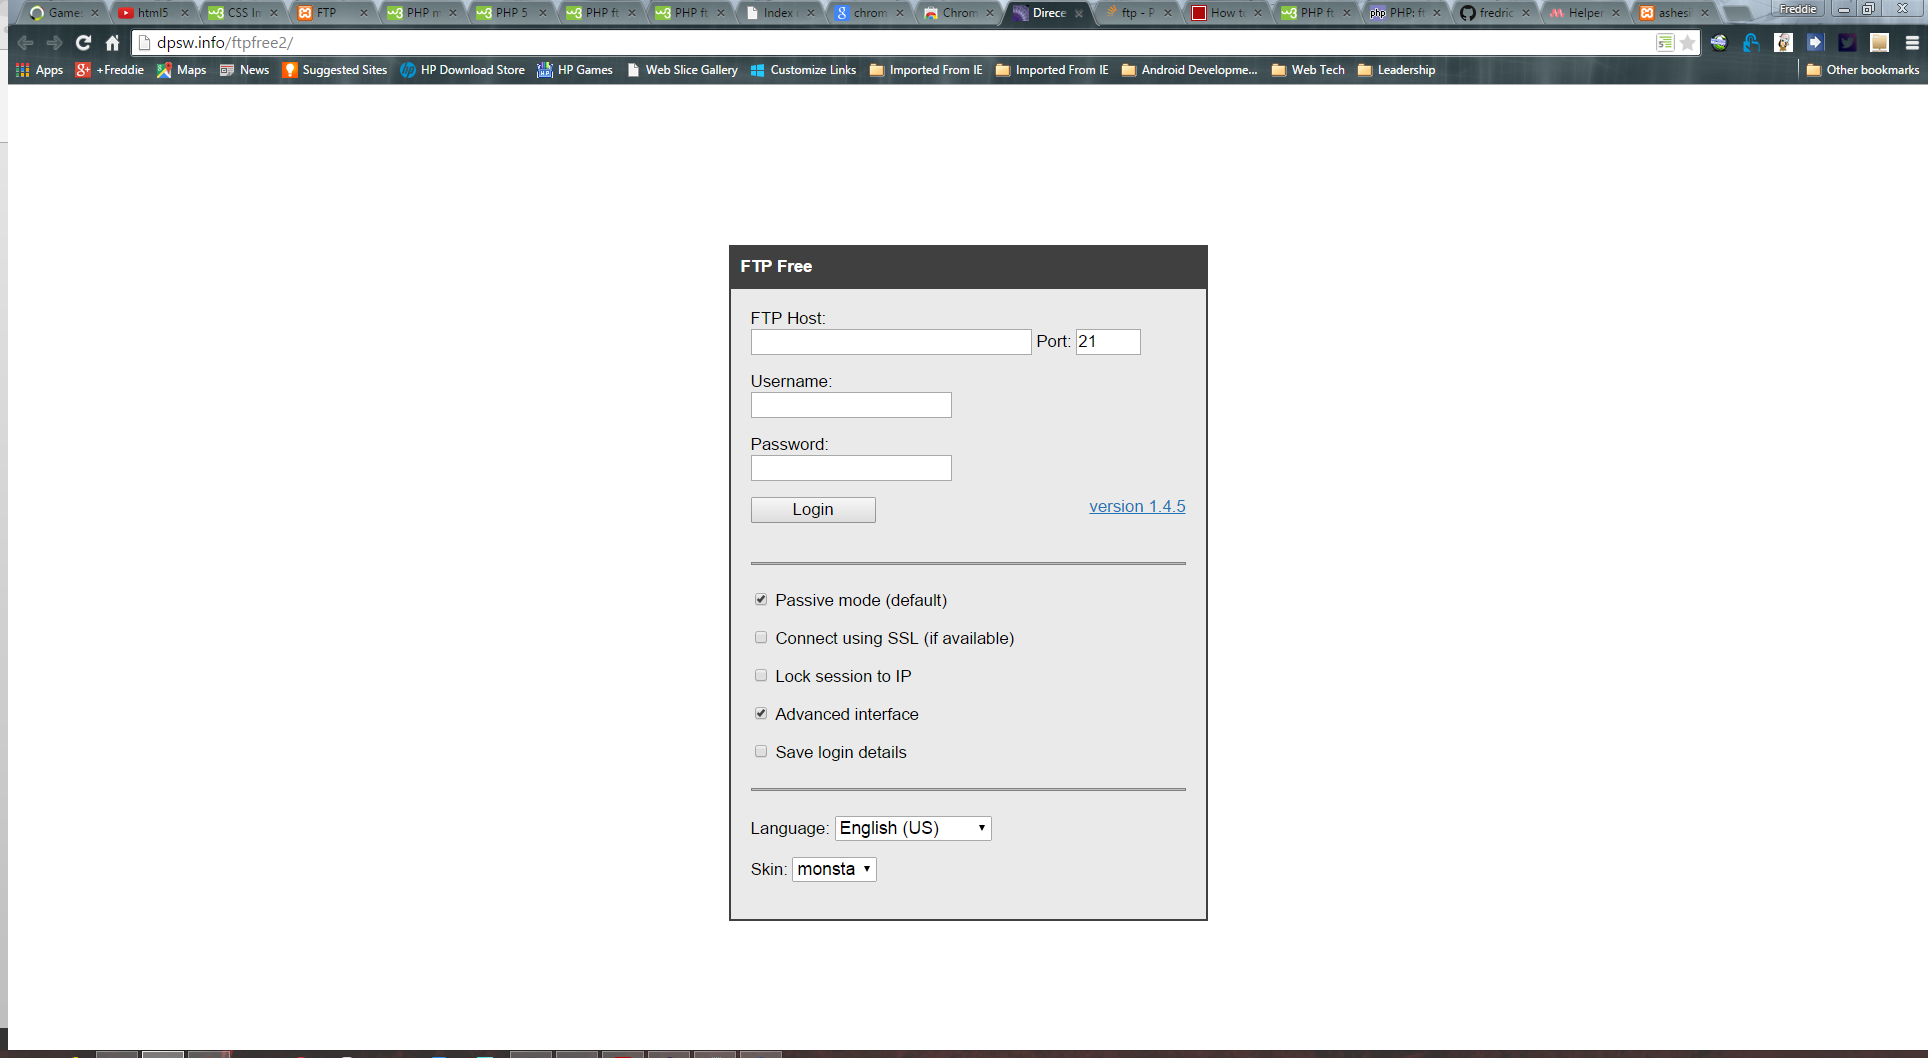 Game: html5 CSS In FTP PHP m PHP 5 PHP ft PHP ft Index chrom Chrom Direce ftp - P How to PHP ft PHP: f fredric Helper ashesi Freddie
dpsw.info/ftpfree2/
Apps +Freddie Maps News Suggested Sites HP Download Store HP Games Web Slice Gallery Customize Links Imported From IE Imported From IE Android Developme... Web Tech Leadership Other bookmarks
FTP Free
FTP Host:
Port: 21
Username:
Password:
Login version 1.4.5
Passive mode (default)
Connect using SSL (if available)
Lock session to IP
Advanced interface
Save login details
Language: English (US)
Skin: monsta